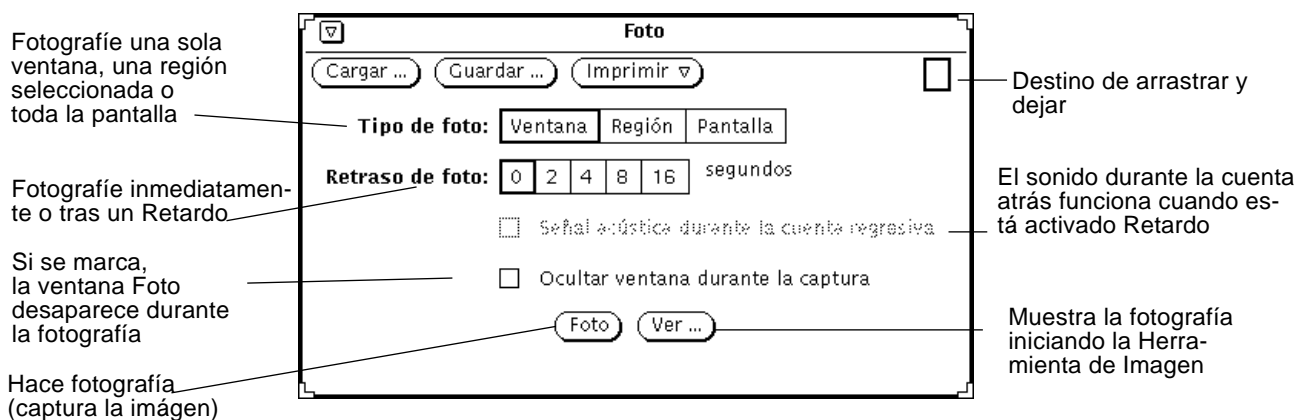 Fotografíe una sola
ventana, una región
seleccionada o
toda la pantalla
Fotografíe inmediatamen-
te o tras un Retardo
Si se marca,
la ventana Foto
desaparece durante
la fotografía
Hace fotografía
(captura la imágen)
Foto
Cargar ... Guardar ... Imprimir
Tipo de foto: Ventana Región Pantalla
Retraso de foto: 0 2 4 8 16 segundos
Señal acústica durante la cuenta regresiva
Ocultar ventana durante la captura
Foto Ver ...
Destino de arrastrar y
dejar
El sonido durante la cuenta
atrás funciona cuando es-
tá activado Retardo
Muestra la fotografía
iniciando la Herra-
mienta de Imagen